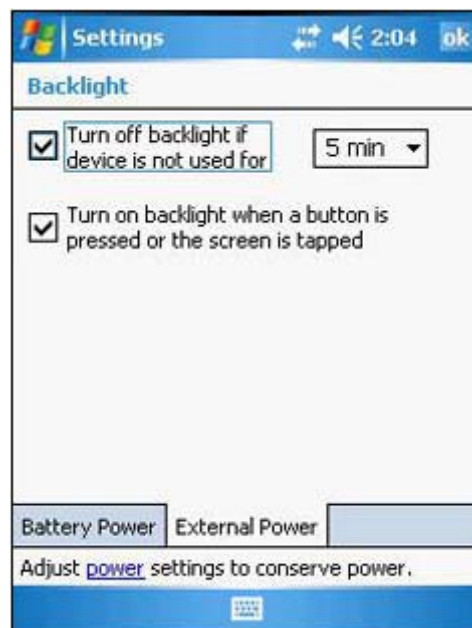 Settings 2:04 ok
Backlight
Turn off backlight if
device is not used for 5 min
Turn on backlight when a button is
pressed or the screen is tapped
Battery Power External Power
Adjust power settings to conserve power.